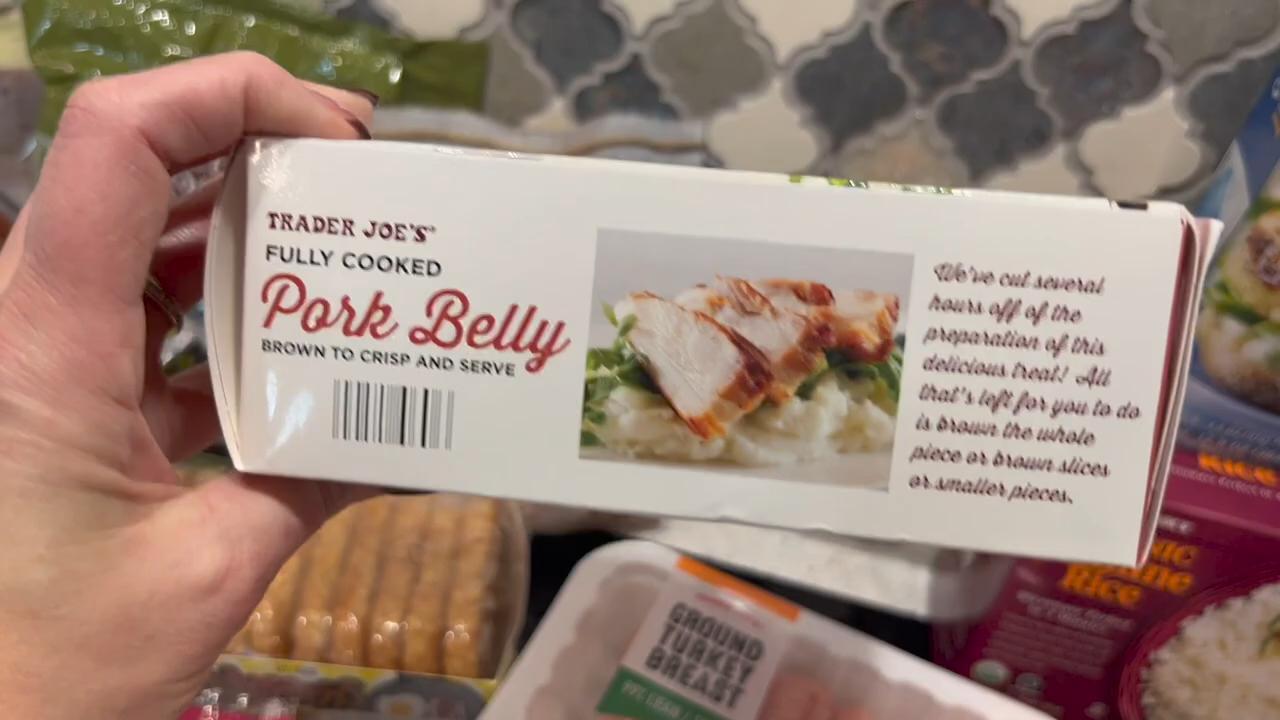 TRADER JOE'S
FULLY COOKED
Pork Belly
BROWN TO CRISP AND SERVE
We've cut several
hours off of the
preparation of this
delicious treat! All
that's left for you to do
is brown the whole
piece or brown slices
or smaller pieces.
GROUND
TURKEY
BREAST
Rice
Rice